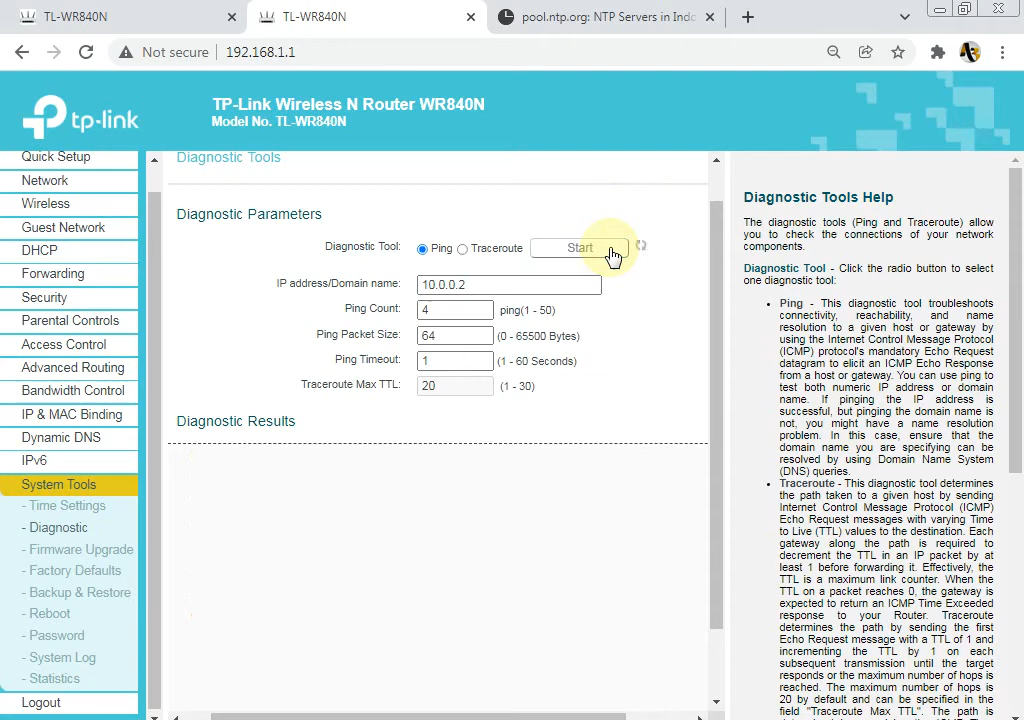 TL-WR840N
TL-WR840N
pool.ntp.org: NTP Servers in Indo
Not secure
192.168.1.1
tp-link
TP-Link Wireless N Router WR840N
Model No. TL-WR840N
Quick Setup
Network
Wireless
Guest Network
DHCP
Forwarding
Security
Parental Controls
Access Control
Advanced Routing
Bandwidth Control
IP & MAC Binding
Dynamic DNS
IPv6
System Tools
- Time Settings
- Diagnostic
- Firmware Upgrade
- Factory Defaults
- Backup & Restore
- Reboot
- Password
- System Log
- Statistics
Logout
Diagnostic Tools
Diagnostic Parameters
Diagnostic Tool: Ping Traceroute Start
IP address/Domain name: 10.0.0.2
Ping Count: 4 ping(1 - 50)
Ping Packet Size: 64 (0 - 65500 Bytes)
Ping Timeout: 1 (1 - 60 Seconds)
Traceroute Max TTL: 20 (1 - 30)
Diagnostic Results
Diagnostic Tools Help
The diagnostic tools (Ping and Traceroute) allow
you to check the connections of your network
components.
Diagnostic Tool - Click the radio button to select
one diagnostic tool:
• Ping - This diagnostic tool troubleshoots
connectivity, reachability, and name
resolution to a given host or gateway by
using the Internet Control Message Protocol
(ICMP) protocol's mandatory Echo Request
datagram to elicit an ICMP Echo Response
from a host or gateway. You can use ping to
test both numeric IP address or domain
name. If pinging the IP address is
successful, but pinging the domain name is
not, you might have a name resolution
problem. In this case, ensure that the
domain name you are specifying can be
resolved by using Domain Name System
(DNS) queries.
• Traceroute - This diagnostic tool determines
the path taken to a given host by sending
Internet Control Message Protocol (ICMP)
Echo Request messages with varying Time
to Live (TTL) values to the destination. Each
gateway along the path is required to
decrement the TTL in an IP packet by at
least 1 before forwarding it. Effectively, the
TTL is a maximum link counter. When the
TTL on a packet reaches 0, the gateway is
expected to return an ICMP Time Exceeded
response to your Router. Traceroute
determines the path by sending the first
Echo Request message with a TTL of 1 and
incrementing the TTL by 1 on each
subsequent transmission until the target
responds or the maximum number of hops is
reached. The maximum number of hops is
20 by default and can be specified in the
field "Traceroute Max TTL". The path is